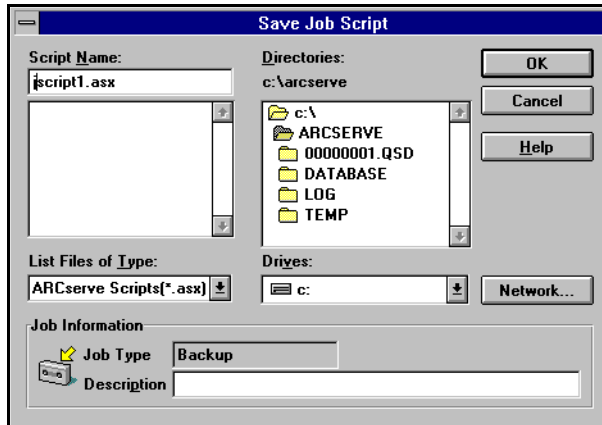 Save Job Script
Script Name:
script1.asx
Directories:
c:\arcserve
c:\
ARCSERVE
00000001.QSD
DATABASE
LOG
TEMP
OK
Cancel
Help
List Files of Type:
ARCserve Scripts(*.asx)
Drives:
c:
Network...
Job Information
Job Type Backup
Description